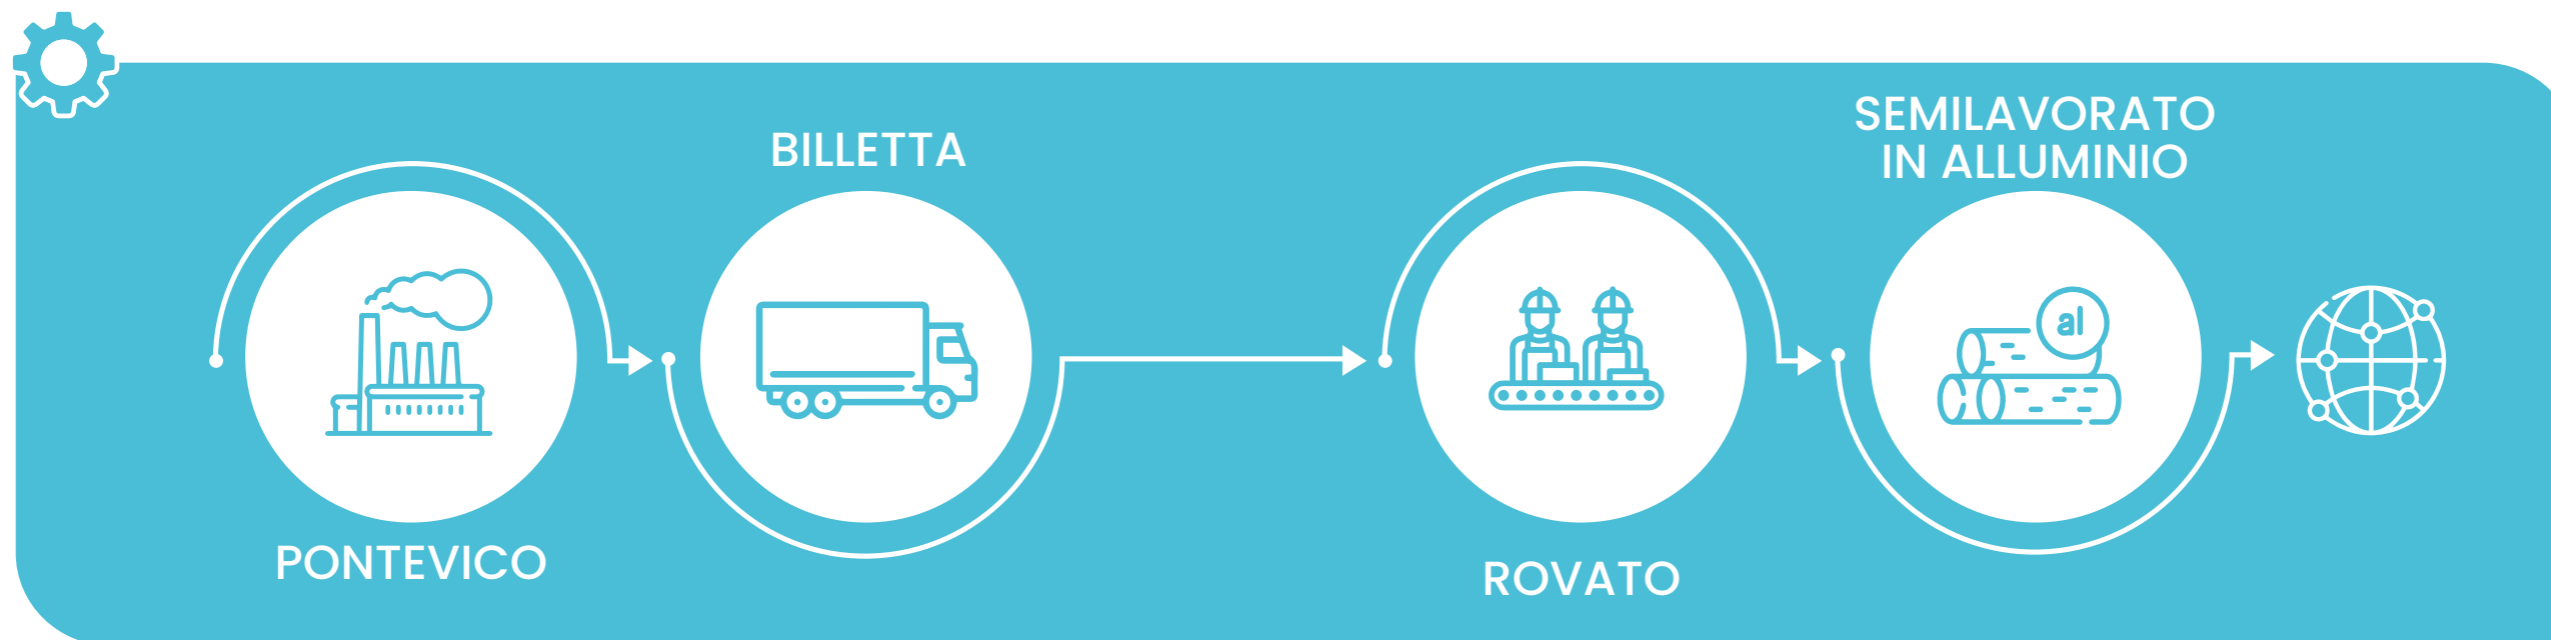 PONTEVICO
BILLETTA
ROVATO
SEMILAVORATO
IN ALLUMINIO
al